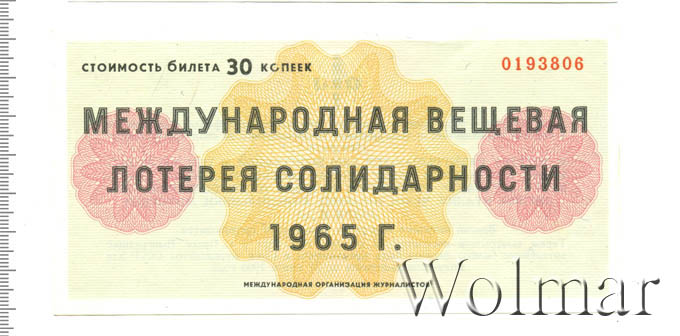 СТОИМОСТЬ БИЛЕТА 30 КОПЕЕК 0193806
МЕЖДУНАРОДНАЯ ВЕЩЕВАЯ
ЛОТЕРЕЯ СОЛИДАРНОСТИ
1965 Г.
МЕЖДУНАРОДНАЯ ОРГАНИЗАЦИЯ ЖУРНАЛИСТОВ
Wolmar